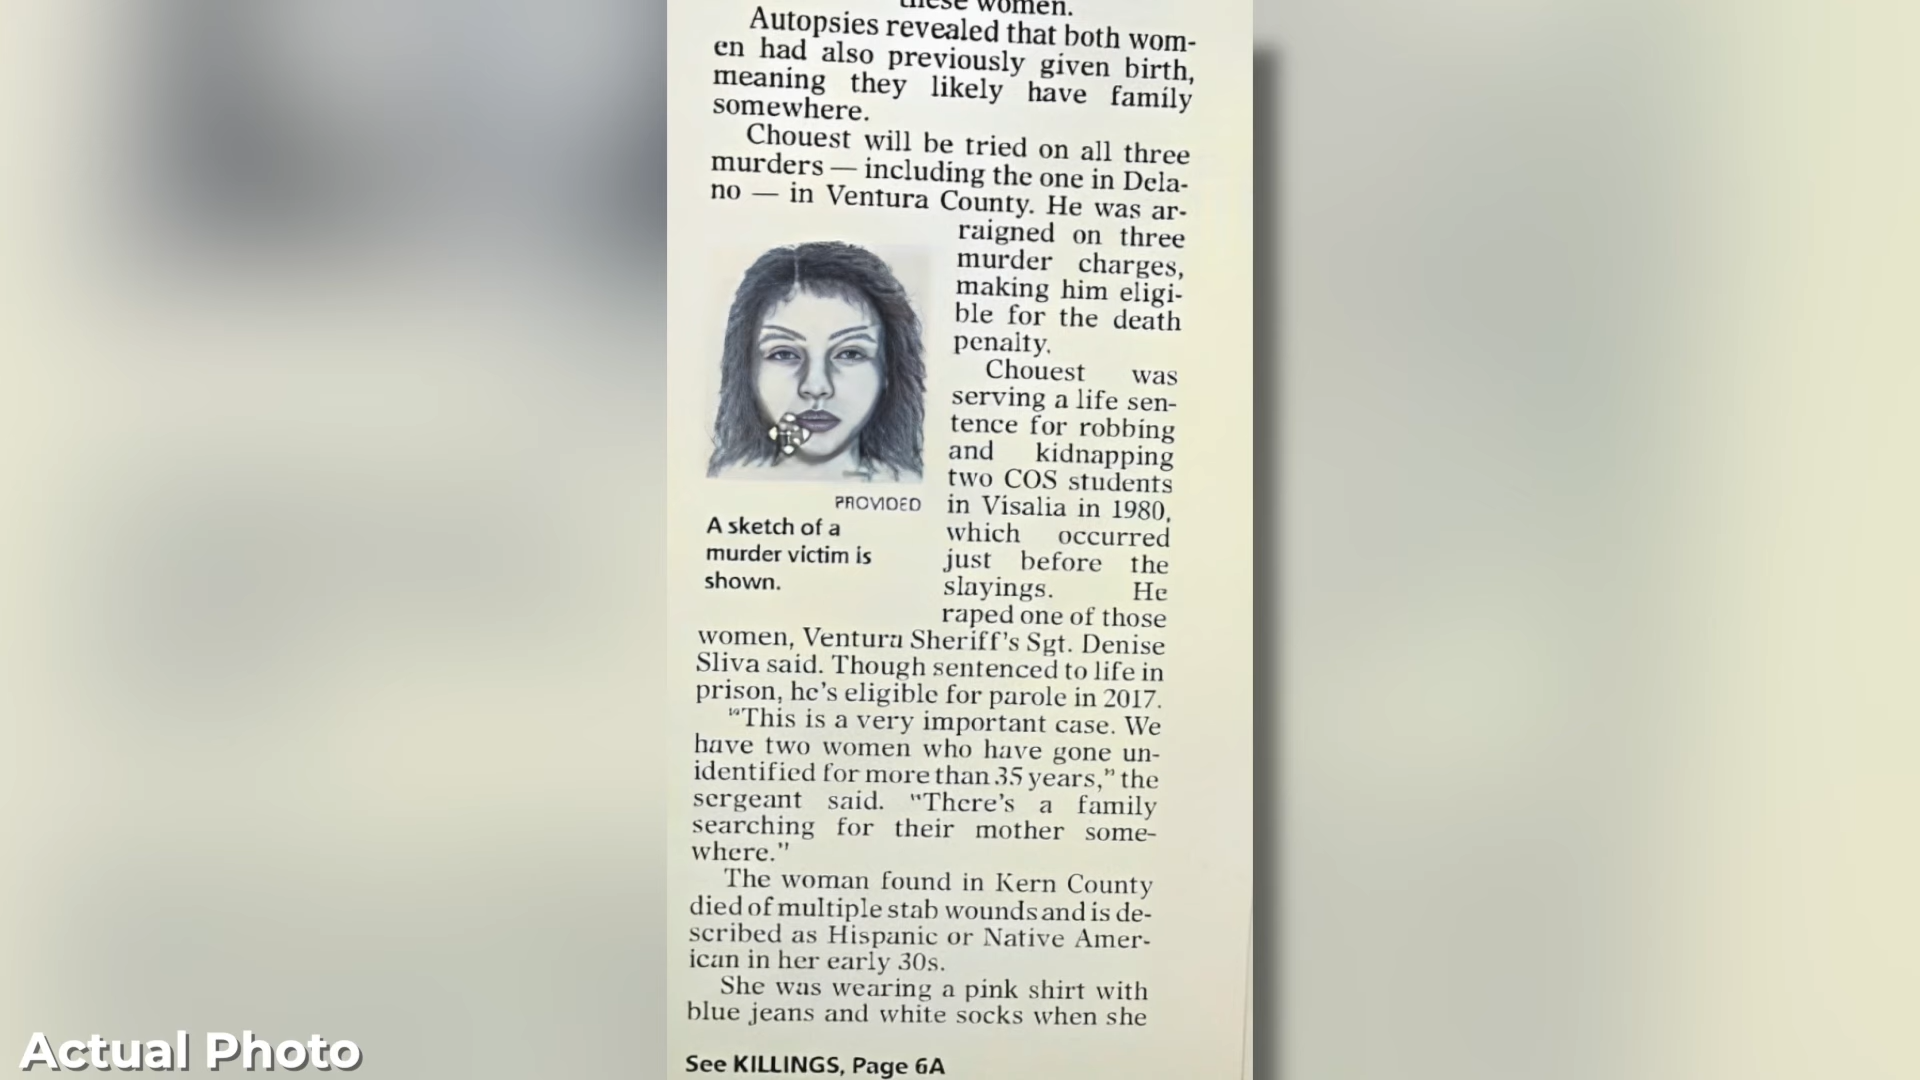 these women.
Autopsies revealed that both wom-
en had also previously given birth,
meaning they likely have family
somewhere.
Chouest will be tried on all three
murders — including the one in Dela-
no — in Ventura County. He was ar-
raigned on three
murder charges,
making him eligi-
ble for the death
penalty.
Chouest was
serving a life sen-
tence for robbing
and kidnapping
two COS students
in Visalia in 1980,
which occurred
just before the
slayings. He
raped one of those
PROVIDED
A sketch of a
murder victim is
shown.
women, Ventura Sheriff's Sgt. Denise
Sliva said. Though sentenced to life in
prison, he's eligible for parole in 2017.
"This is a very important case. We
have two women who have gone un-
identified for more than 35 years," the
sergeant said. "There's a family
searching for their mother some-
where."
The woman found in Kern County
died of multiple stab wounds and is de-
scribed as Hispanic or Native Amer-
ican in her early 30s.
She was wearing a pink shirt with
blue jeans and white socks when she
See KILLINGS, Page 6A
Actual Photo